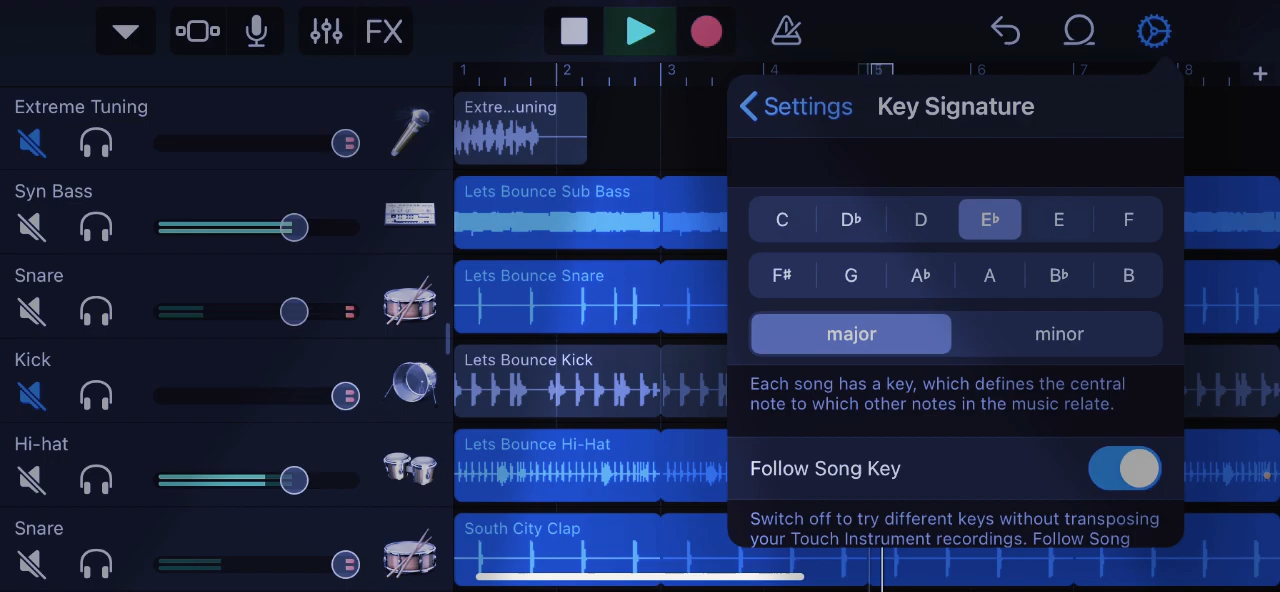 FX
1 2 3 4 5 6 7 8
Settings Key Signature
Extreme Tuning
Extre...uning
Syn Bass
Lets Bounce Sub Bass
C D♭ D E♭ E F
Snare
Lets Bounce Snare
F# G A♭ A B♭ B
major minor
Kick
Lets Bounce Kick
Each song has a key, which defines the central
note to which other notes in the music relate.
Hi-hat
Lets Bounce Hi-Hat
Follow Song Key
Snare
South City Clap
Switch off to try different keys without transposing
your Touch Instrument recordings. Follow Song